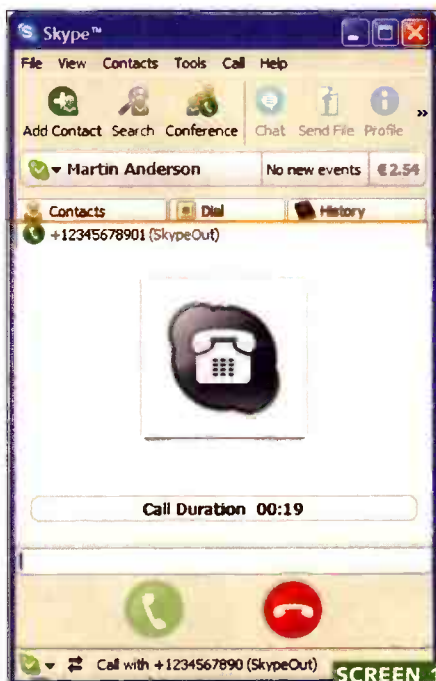 Skype™
File View Contacts Tools Call Help
Add Contact Search Conference Chat Send File Profile »
Martin Anderson No new events €2.54
Contacts Dial History
+12345678901 (SkypeOut)
Call Duration 00:19
Call with +1234567890 (SkypeOut)
SCREEN